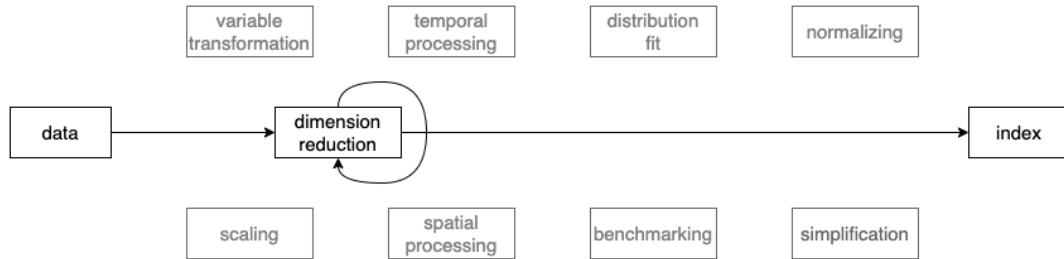 variable
transformation
temporal
processing
distribution
fit
normalizing
data
dimension
reduction
index
scaling
spatial
processing
benchmarking
simplification